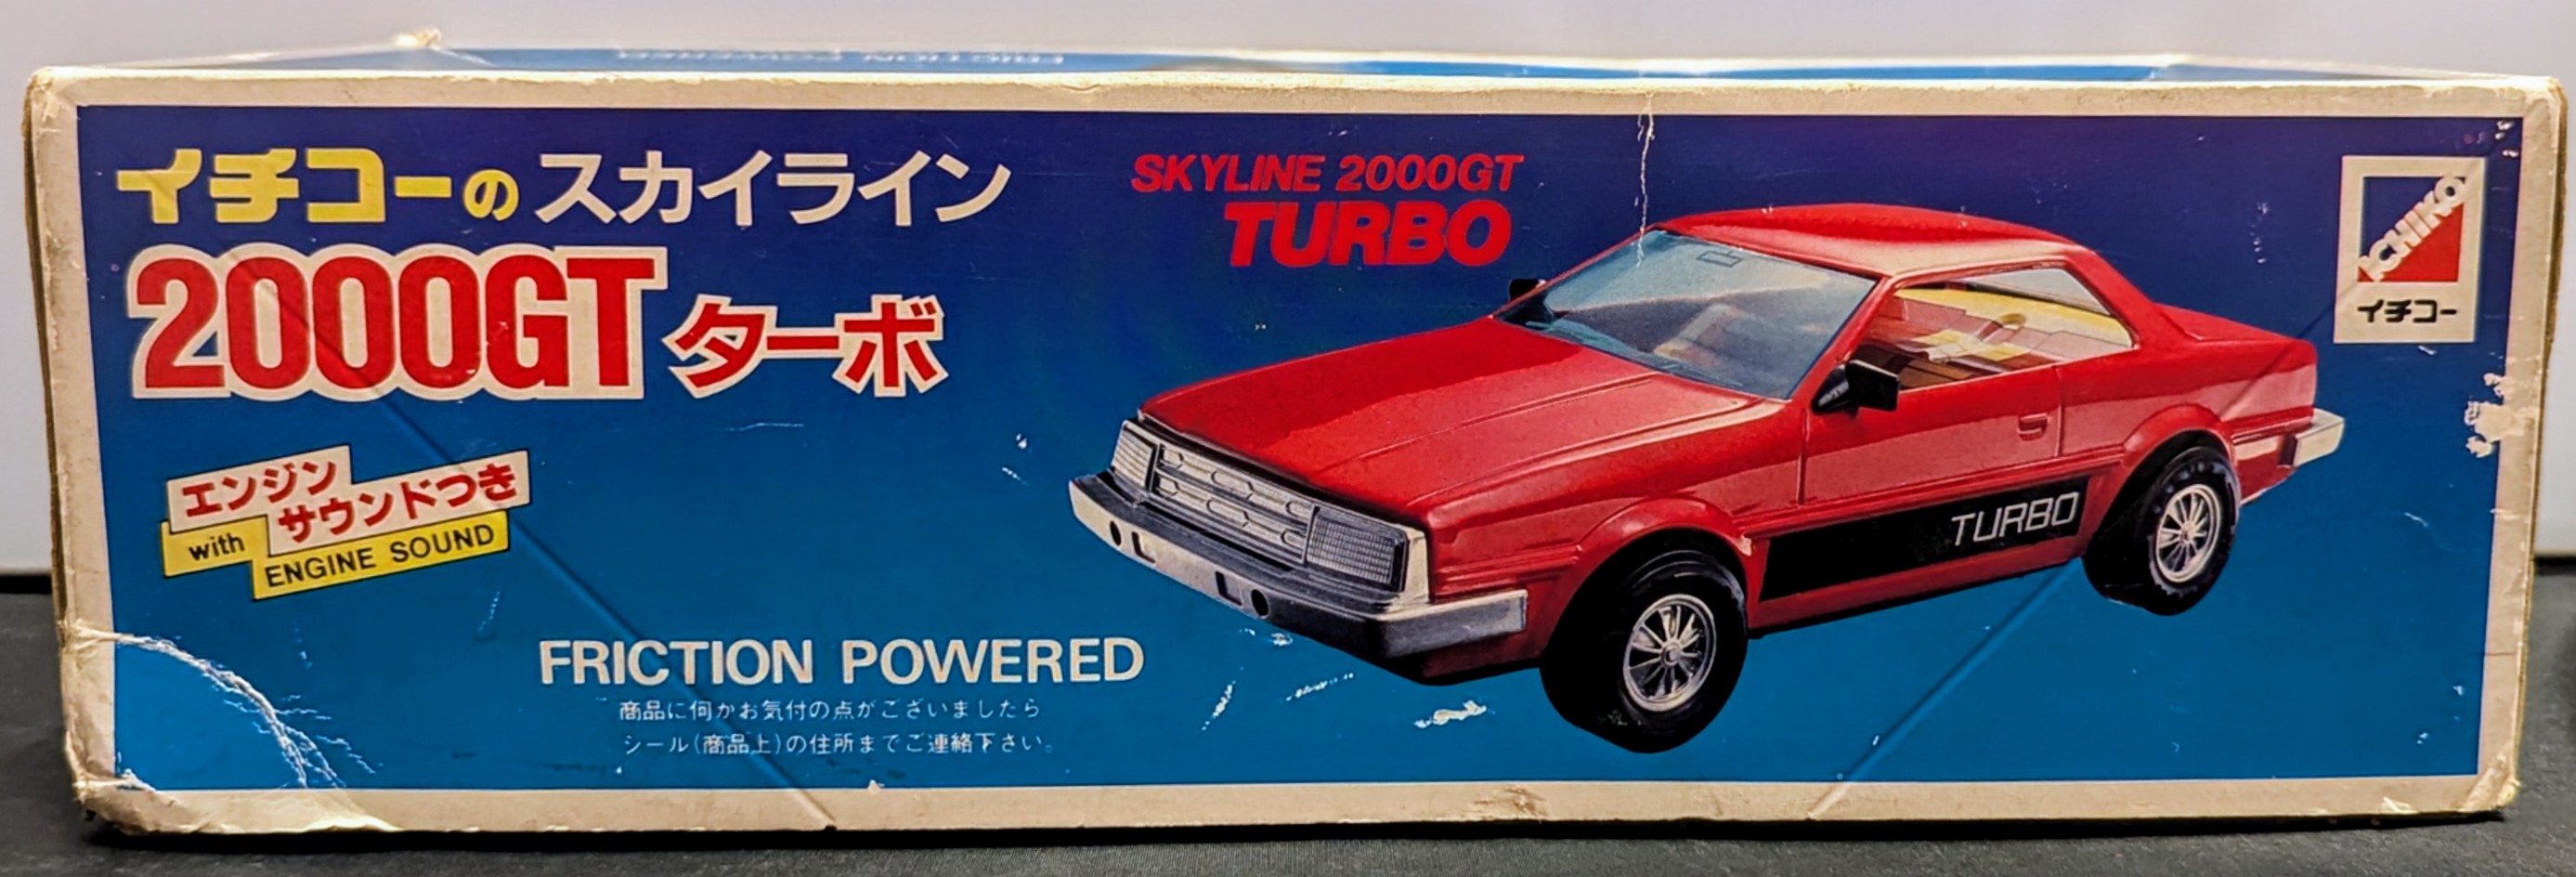 イチコーの スカイライン
2000GT ターボ
エンジン
サウンドつき
with
ENGINE SOUND
FRICTION POWERED
商品に何かお気付の点がございましたら
シール(商品上)の住所までご連絡下さい。
SKYLINE 2000GT
TURBO
TURBO
ICHIKO
イチコー
FRICTION POWERED